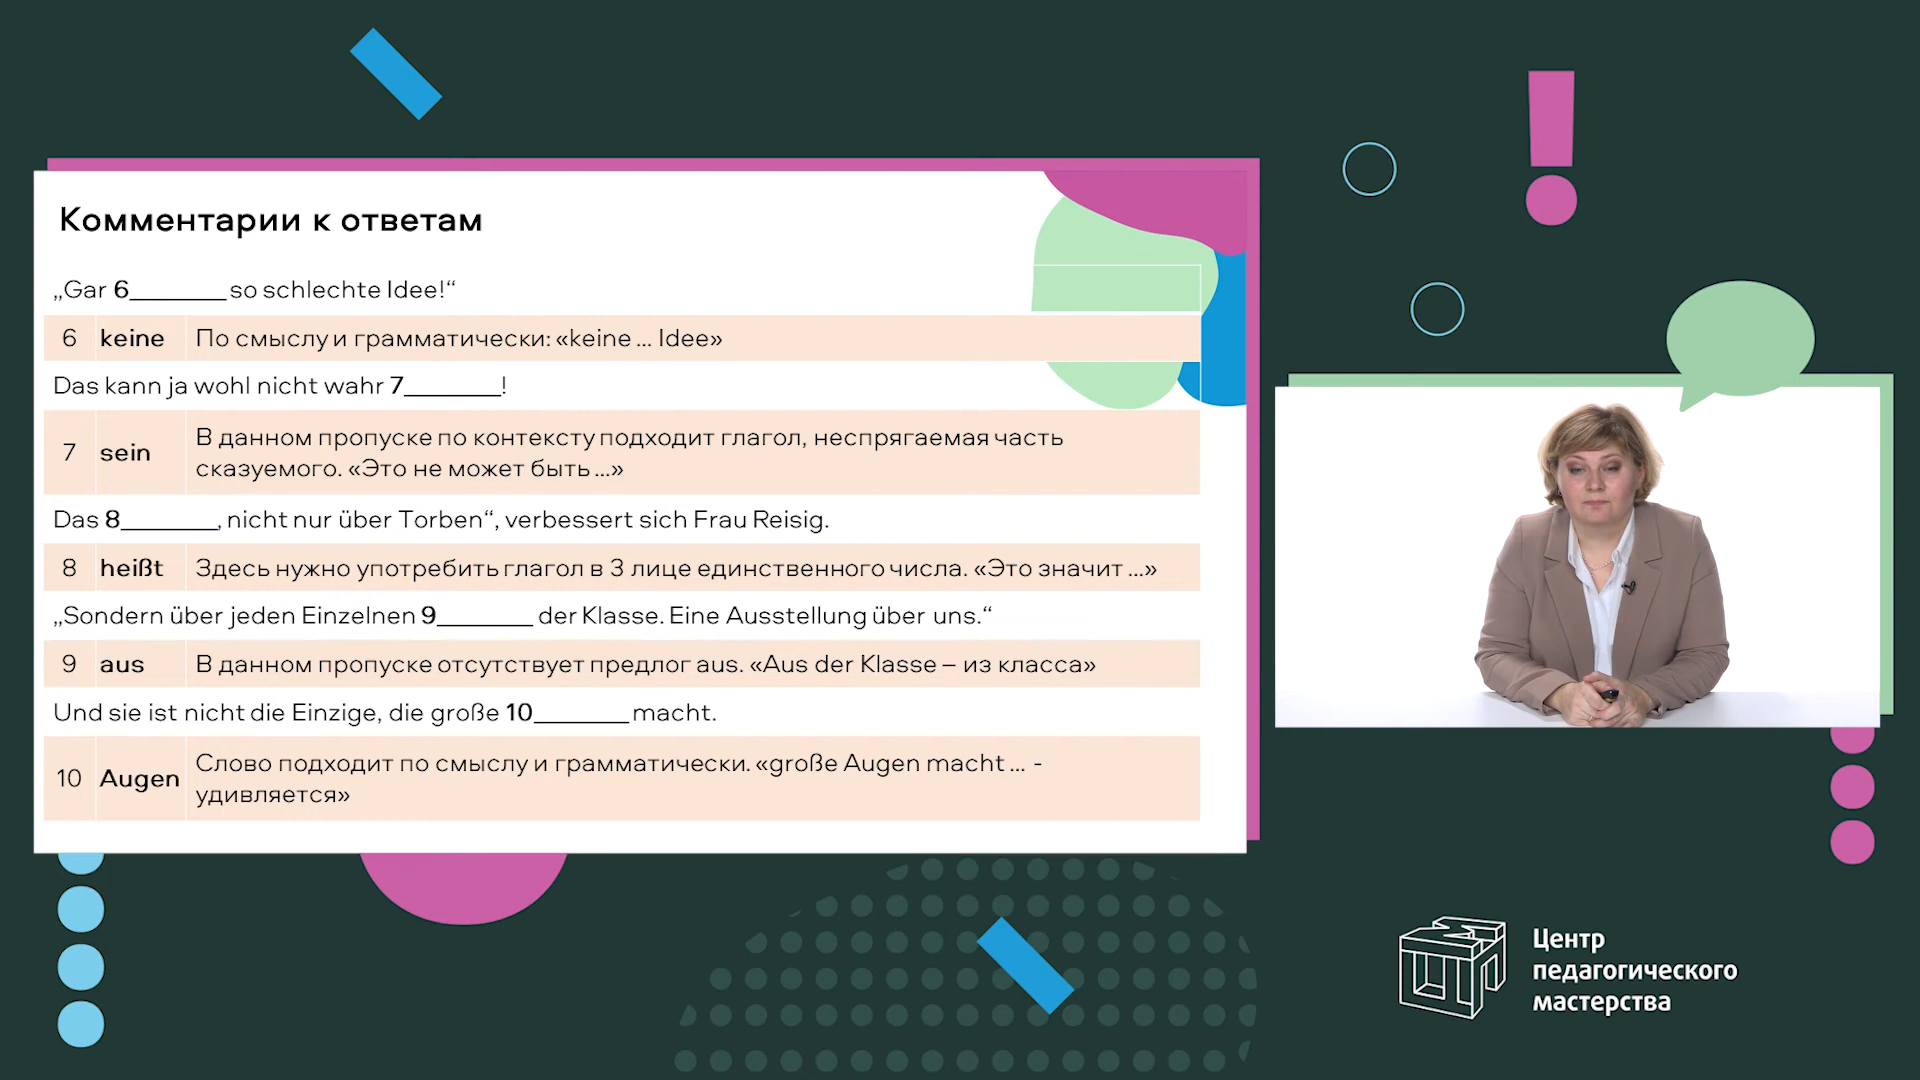 Комментарии к ответам
„Gar 6________ so schlechte Idee!“
6 keine По смыслу и грамматически: «keine ... Idee»
Das kann ja wohl nicht wahr 7________!
7 sein В данном пропуске по контексту подходит глагол, неспрягаемая часть
сказуемого. «Это не может быть ...»
Das 8________, nicht nur über Torben“, verbessert sich Frau Reisig.
8 heißt Здесь нужно употребить глагол в 3 лице единственного числа. «Это значит ...»
„Sondern über jeden Einzelnen 9________ der Klasse. Eine Ausstellung über uns.“
9 aus В данном пропуске отсутствует предлог aus. «Aus der Klasse – из класса»
Und sie ist nicht die Einzige, die große 10________ macht.
10 Augen Слово подходит по смыслу и грамматически. «große Augen macht ... -
удивляется»
Центр
педагогического
мастерства